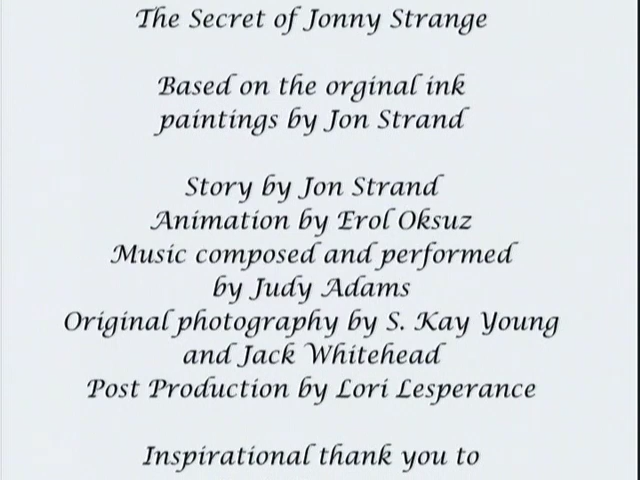 The Secret of Jonny Strange
Based on the orginal ink
paintings by Jon Strand
Story by Jon Strand
Animation by Erol Oksuz
Music composed and performed
by Judy Adams
Original photography by S. Kay Young
and Jack Whitehead
Post Production by Lori Lesperance
Inspirational thank you to